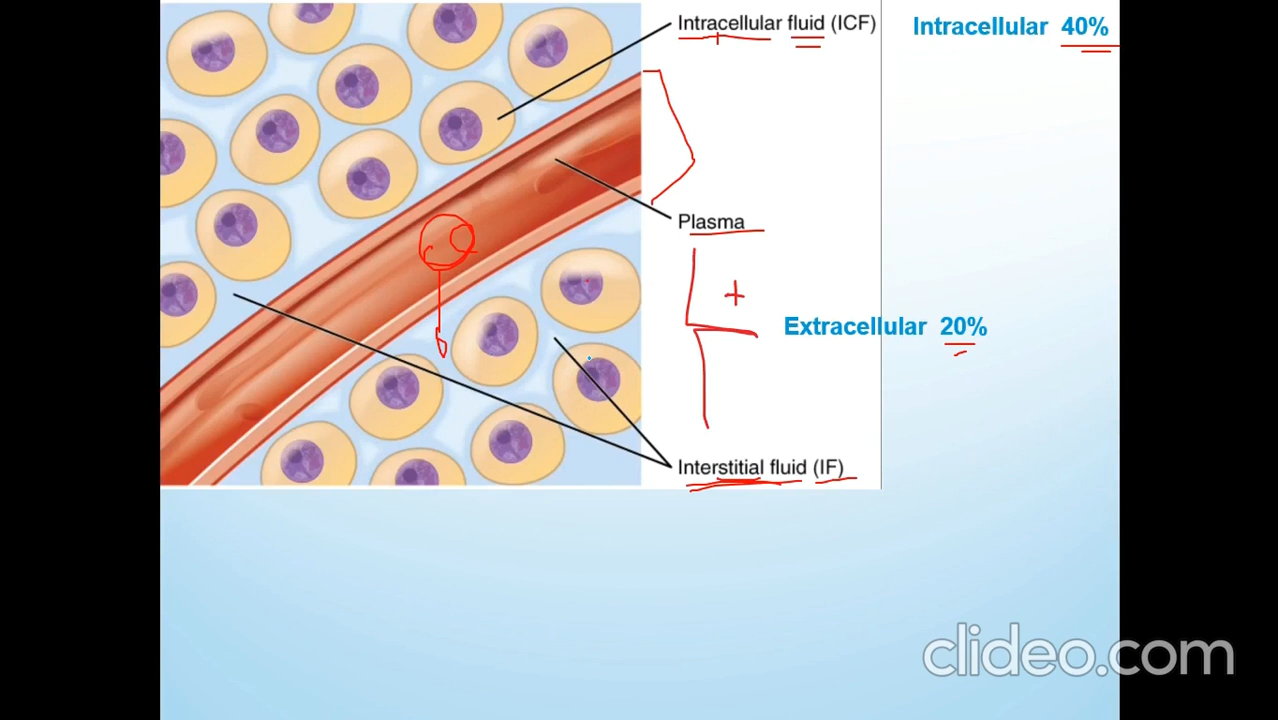 Intracellular fluid (ICF)
Intracellular 40%
Plasma
+
Extracellular 20%
Interstitial fluid (IF)
clideo.com